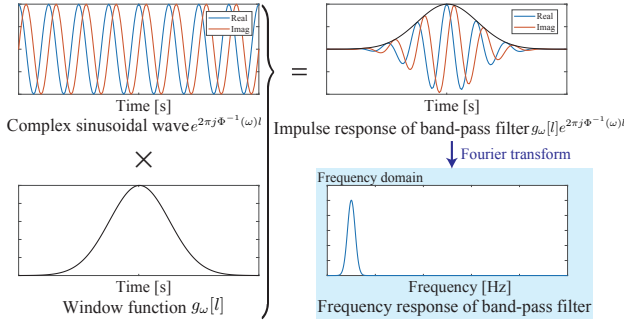 Real
Imag
Time [s]
Complex sinusoidal wave e^{2πjΦ^{-1}(ω)l}
×
Time [s]
Window function g_ω[l]
=
Real
Imag
Time [s]
Impulse response of band-pass filter g_ω[l]e^{2πjΦ^{-1}(ω)l}
Fourier transform
Frequency domain
Frequency [Hz]
Frequency response of band-pass filter